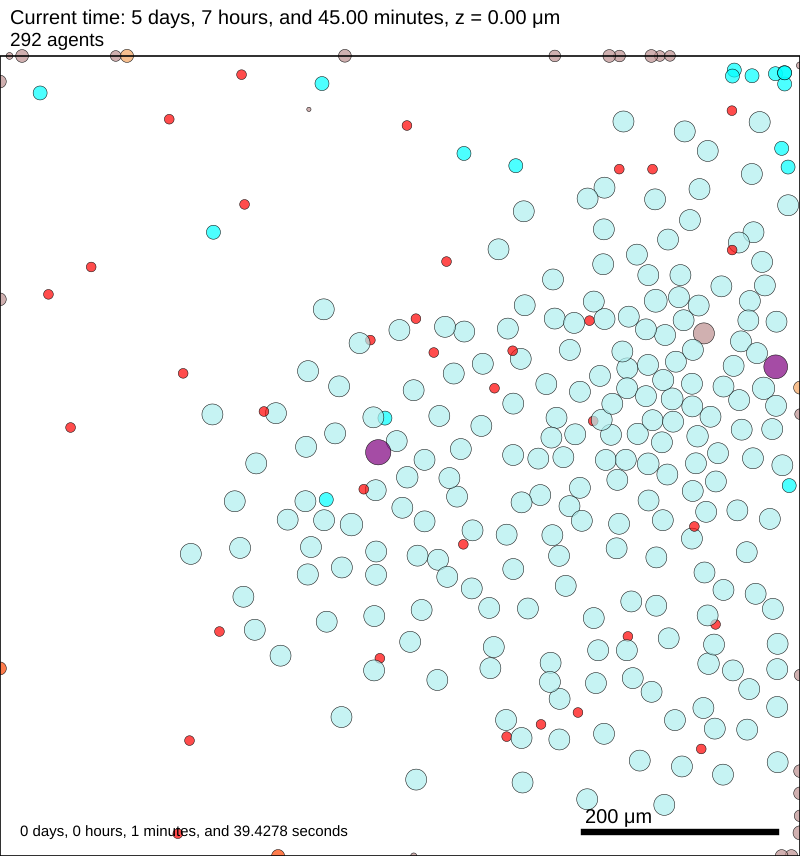 Current time: 5 days, 7 hours, and 45.00 minutes, z = 0.00 μm
292 agents
200 μm
0 days, 0 hours, 1 minutes, and 39.4278 seconds